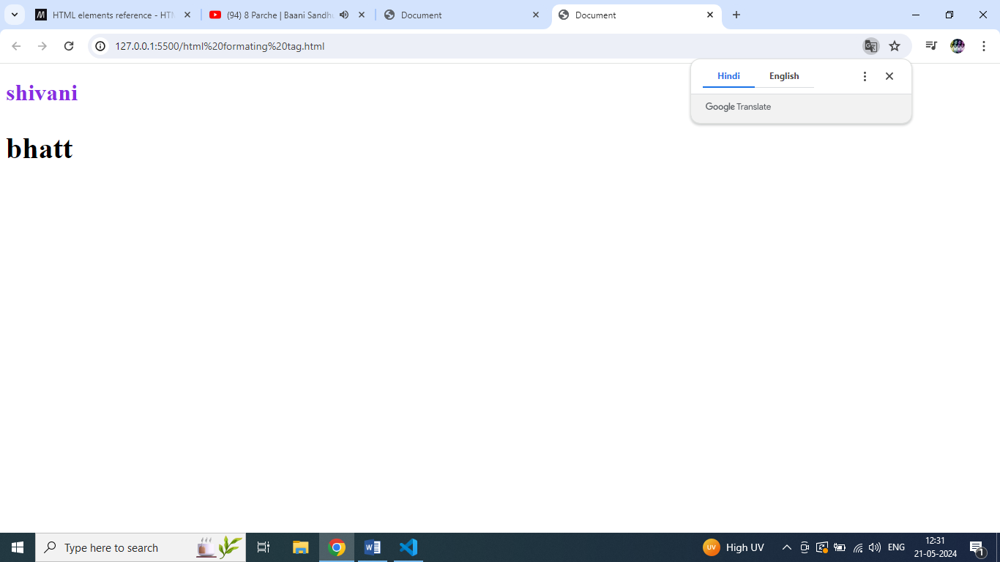 HTML elements reference - HTM
(94) 8 Parche | Baani Sandhu
Document
Document
127.0.0.1:5500/html%20formating%20tag.html
Hindi
English
Google Translate
shivani
bhatt
Type here to search
UV
High UV
ENG
12:31
21-05-2024
1